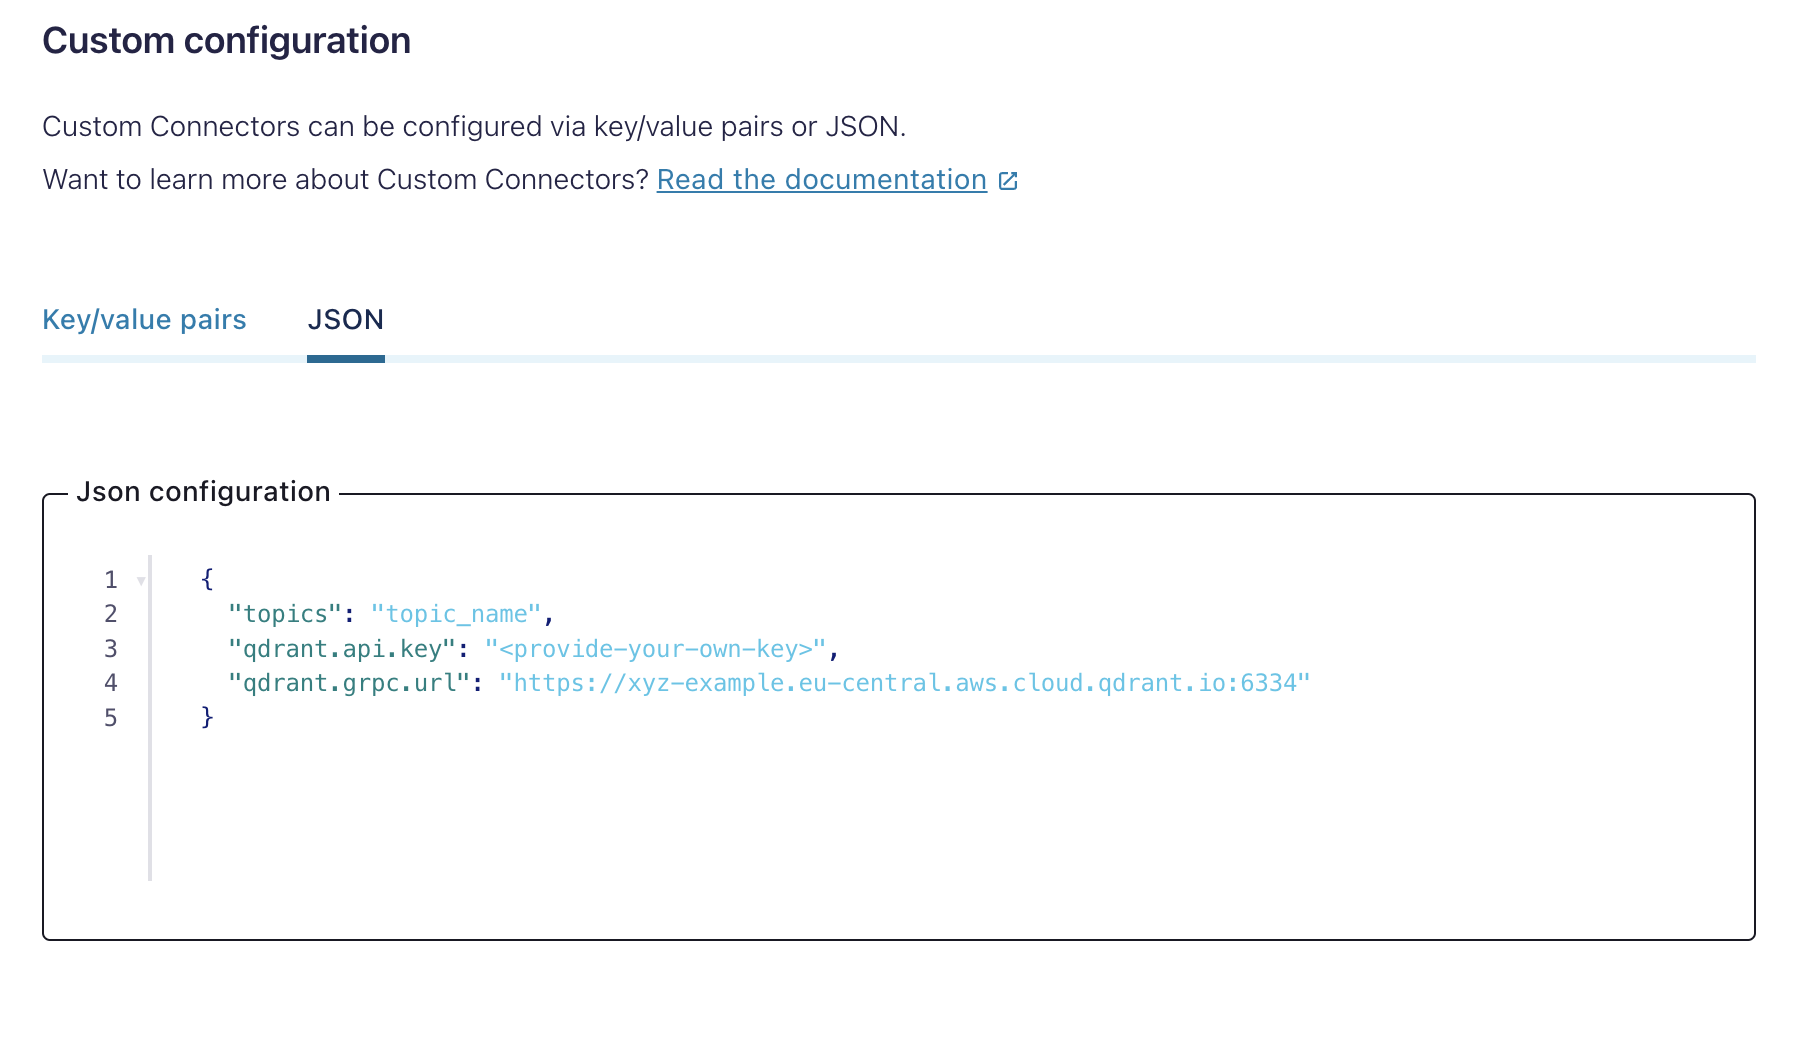 Custom configuration
Custom Connectors can be configured via key/value pairs or JSON.
Want to learn more about Custom Connectors? Read the documentation
Key/value pairs JSON
Json configuration
1 {
2 "topics": "topic_name",
3 "qdrant.api.key": "<provide-your-own-key>",
4 "qdrant.grpc.url": "https://xyz-example.eu-central.aws.cloud.qdrant.io:6334"
5 }